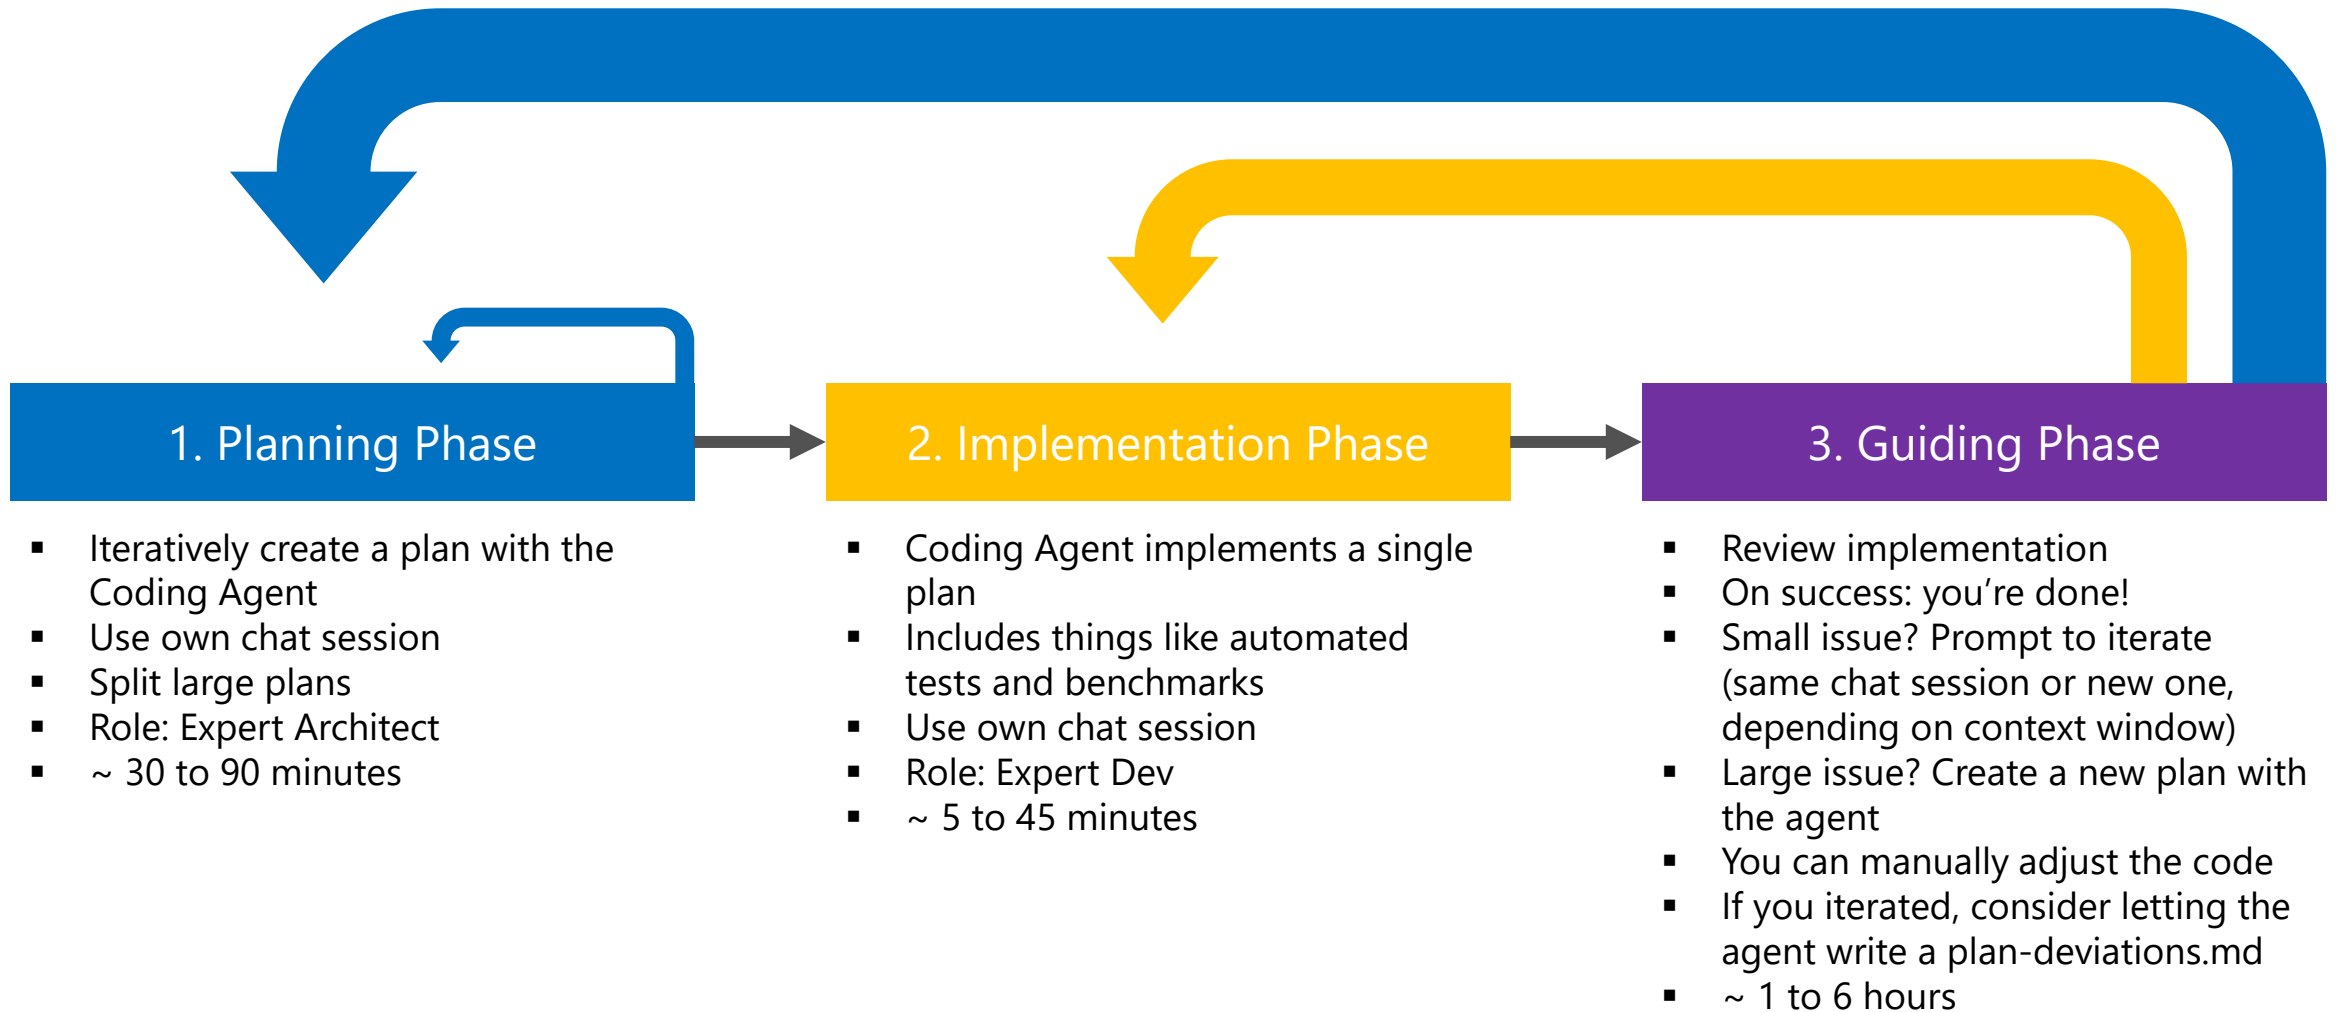 1. Planning Phase
▪ Iteratively create a plan with the
Coding Agent
▪ Use own chat session
▪ Split large plans
▪ Role: Expert Architect
▪ ~ 30 to 90 minutes
2. Implementation Phase
▪ Coding Agent implements a single
plan
▪ Includes things like automated
tests and benchmarks
▪ Use own chat session
▪ Role: Expert Dev
▪ ~ 5 to 45 minutes
3. Guiding Phase
▪ Review implementation
▪ On success: you’re done!
▪ Small issue? Prompt to iterate
(same chat session or new one,
depending on context window)
▪ Large issue? Create a new plan with
the agent
▪ You can manually adjust the code
▪ If you iterated, consider letting the
agent write a plan-deviations.md
▪ ~ 1 to 6 hours